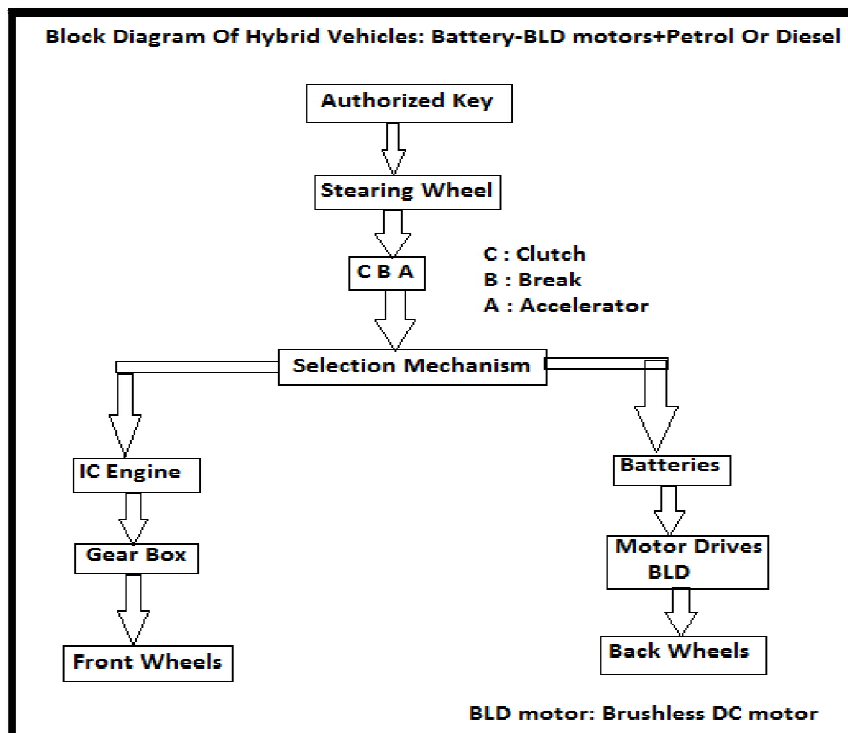 Block Diagram Of Hybrid Vehicles: Battery-BLD motors+Petrol Or Diesel
Authorized Key
Stearing Wheel
C B A
C : Clutch
B : Break
A : Accelerator
Selection Mechanism
IC Engine
Batteries
Gear Box
Motor Drives
BLD
Front Wheels
Back Wheels
BLD motor: Brushless DC motor